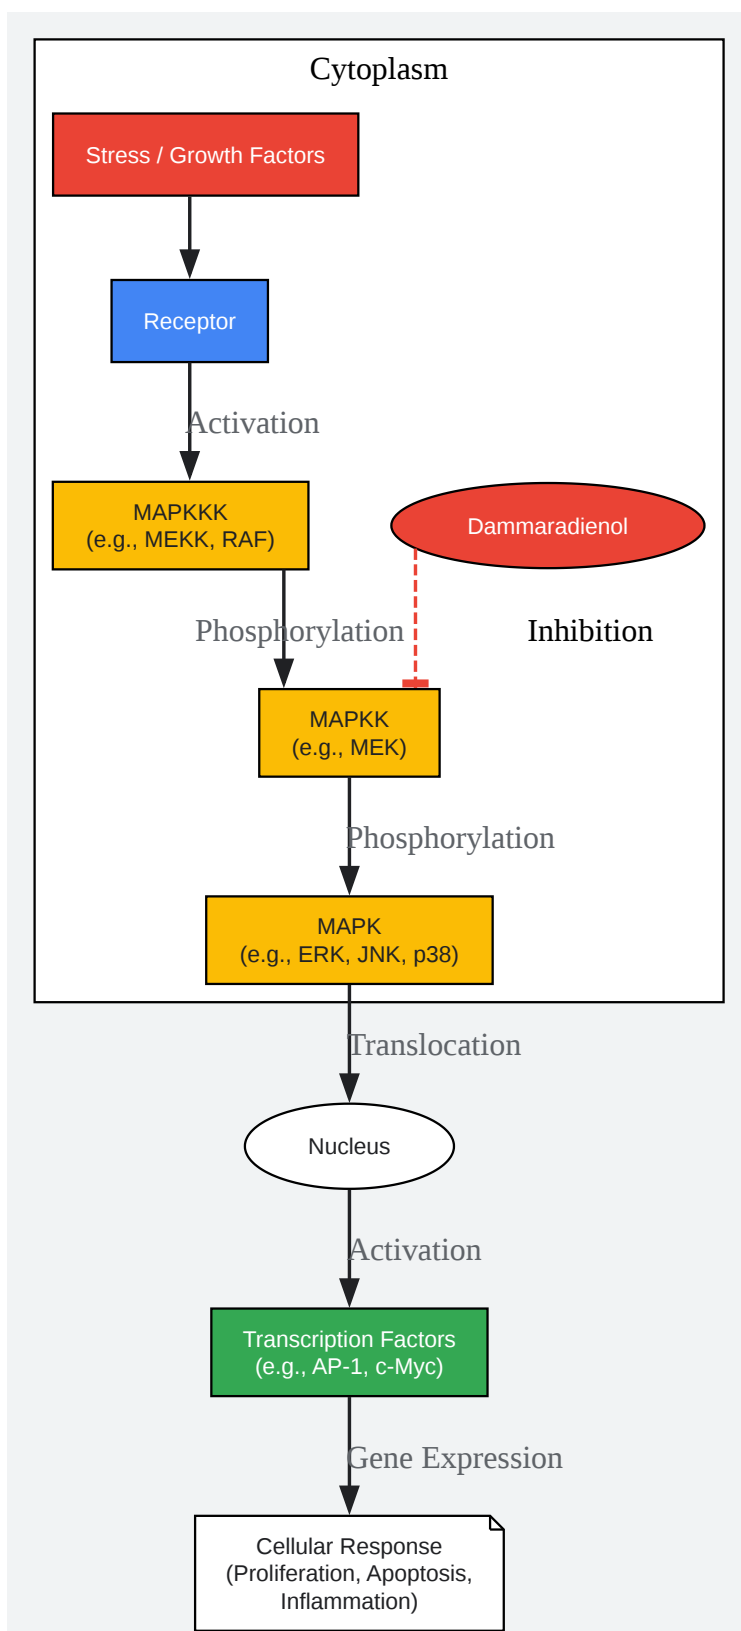 Cytoplasm
Stress / Growth Factors
Receptor
Activation
MAPKKK
(e.g., MEKK, RAF)
Dammaradienol
Phosphorylation
Inhibition
MAPKK
(e.g., MEK)
Phosphorylation
MAPK
(e.g., ERK, JNK, p38)
Translocation
Nucleus
Activation
Transcription Factors
(e.g., AP-1, c-Myc)
Gene Expression
Cellular Response
(Proliferation, Apoptosis,
Inflammation)